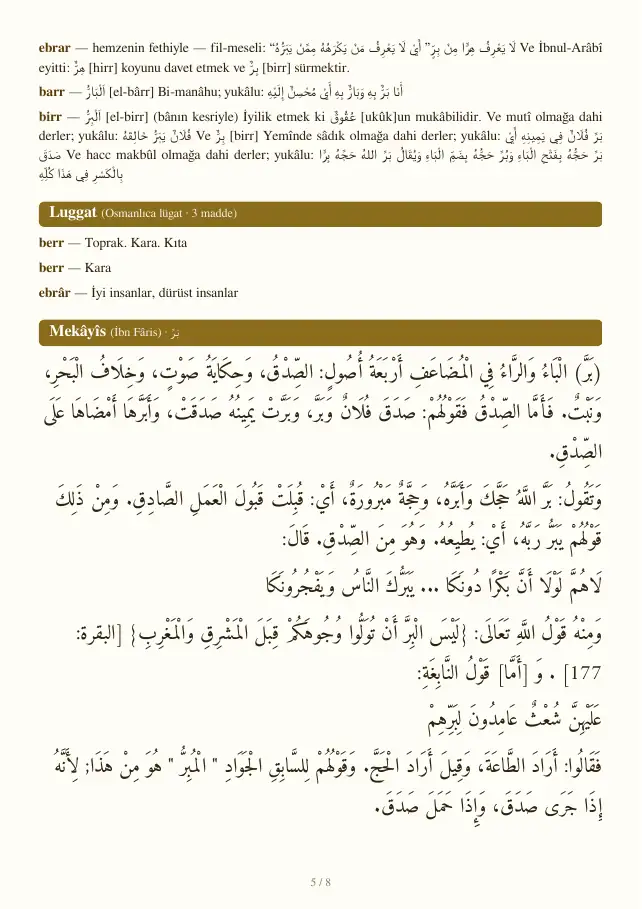 ebrar — hemzenin fethiyle — fil-meseli: “لَا يَعْرِفُ هِرًّا مِنْ بِرٍّ” أَيْ لَا يَعْرِفُ مَنْ يَكْرَهُهُ مِمَّنْ يَبَرُّهُ Ve İbnul-Arâbî
eyitti: هِرٌّ [hirr] koyunu davet etmek ve بِرٌّ [birr] sürmektir.
barr — اَلْبَارُّ [el-bârr] Bi-manâhu; yukâlu: أَنَا بَرٌّ بِهِ وَبَارٌّ بِهِ أَيْ مُحْسِنٌ إِلَيْهِ
birr — اَلْبِرُّ [el-birr] (bânın kesriyle) İyilik etmek ki عُقُوقٌ [ukûk]un mukâbilidir. Ve mutî olmağa dahi
derler; yukâlu: فُلَانٌ يَبَرُّ خَالِقَهُ Ve بِرٌّ [birr] Yemînde sâdık olmağa dahi derler; yukâlu: بَرَّ فُلَانٌ فِي يَمِينِهِ أَيْ
صَدَقَ Ve hacc makbûl olmağa dahi derler; yukâlu: بَرَّ حَجُّهُ بِفَتْحِ الْبَاءِ وَبُرَّ حَجُّهُ بِضَمِّ الْبَاءِ وَيُقَالُ بَرَّ اللهُ حَجَّهُ بِرًّا
بِالْكَسْرِ فِي هَذَا كُلِّهِ
Luggat (Osmanlıca lügat · 3 madde)
berr — Toprak. Kara. Kıta
berr — Kara
ebrâr — İyi insanlar, dürüst insanlar
Mekâyîs (İbn Fâris) · بَرَّ
(بَرَّ) الْبَاءُ وَالرَّاءُ فِي الْمُضَاعَفِ أَرْبَعَةُ أُصُولٍ: الصِّدْقُ، وَحِكَايَةُ صَوْتٍ، وَخِلَافُ الْبَحْرِ،
وَنَبْتٌ. فَأَمَّا الصِّدْقُ فَقَوْلُهُمْ: صَدَقَ فُلَانٌ وَبَرَّ، وَبَرَّتْ يَمِينُهُ صَدَقَتْ، وَأَبَرَّهَا أَمْضَاهَا عَلَى
الصِّدْقِ.
وَتَقُولُ: بَرَّ اللَّهُ حَجَّكَ وَأَبَرَّهُ، وَحِجَّةٌ مَبْرُورَةٌ، أَيْ: قُبِلَتْ قَبُولَ الْعَمَلِ الصَّادِقِ. وَمِنْ ذَلِكَ
قَوْلُهُمْ يَبَرُّ رَبَّهُ، أَيْ: يُطِيعُهُ. وَهُوَ مِنَ الصِّدْقِ. قَالَ:
لَاهُمَّ لَوْلَا أَنَّ بَكْرًا دُونَكَا ... يَبَرُّكَ النَّاسُ وَيَفْجُرُونَكَا
وَمِنْهُ قَوْلُ اللَّهِ تَعَالَى: {لَيْسَ الْبِرَّ أَنْ تُوَلُّوا وُجُوهَكُمْ قِبَلَ الْمَشْرِقِ وَالْمَغْرِبِ} [البقرة:
177] . وَ [أَمَّا] قَوْلُ النَّابِغَةِ:
عَلَيْهِنَّ شُعْثٌ عَامِدُونَ لِبَرِّهِمْ
فَقَالُوا: أَرَادَ الطَّاعَةَ، وَقِيلَ أَرَادَ الْحَجَّ. وَقَوْلُهُمْ لِلسَّابِقِ الْجَوَادِ " الْمُبِرُّ " هُوَ مِنْ هَذَا; لِأَنَّهُ
إِذَا جَرَى صَدَقَ، وَإِذَا حَمَلَ صَدَقَ.
5 / 8